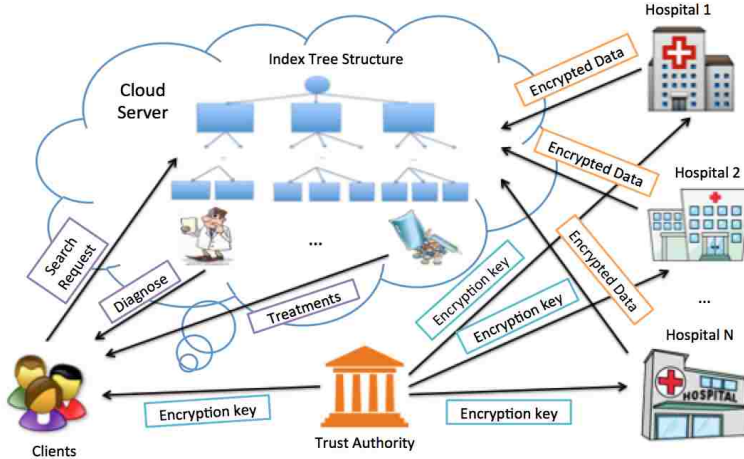 Hospital 1
Index Tree Structure
Encrypted Data
Cloud
Server
...
...
...
Encrypted Data
Hospital 2
...
Search
Request
Diagnose
Treatments
Encryption key
Encryption key
Encrypted Data
...
Hospital N
HOSPITAL
Encryption key
Encryption key
Clients
Trust Authority